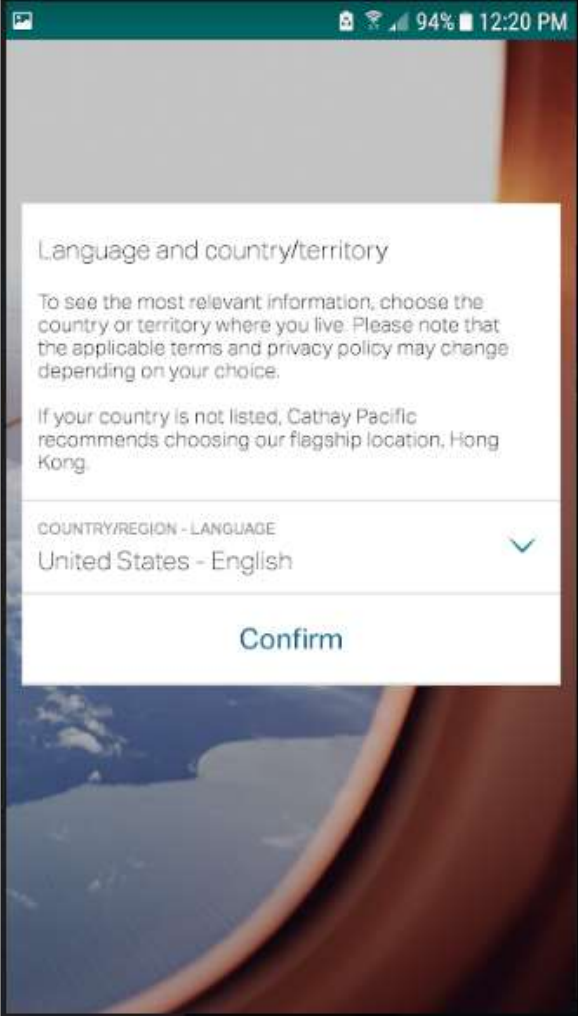 94% 12:20 PM
Language and country/territory
To see the most relevant information, choose the
country or territory where you live. Please note that
the applicable terms and privacy policy may change
depending on your choice.
If your country is not listed, Cathay Pacific
recommends choosing our flagship location, Hong
Kong.
COUNTRY/REGION - LANGUAGE
United States - English
Confirm